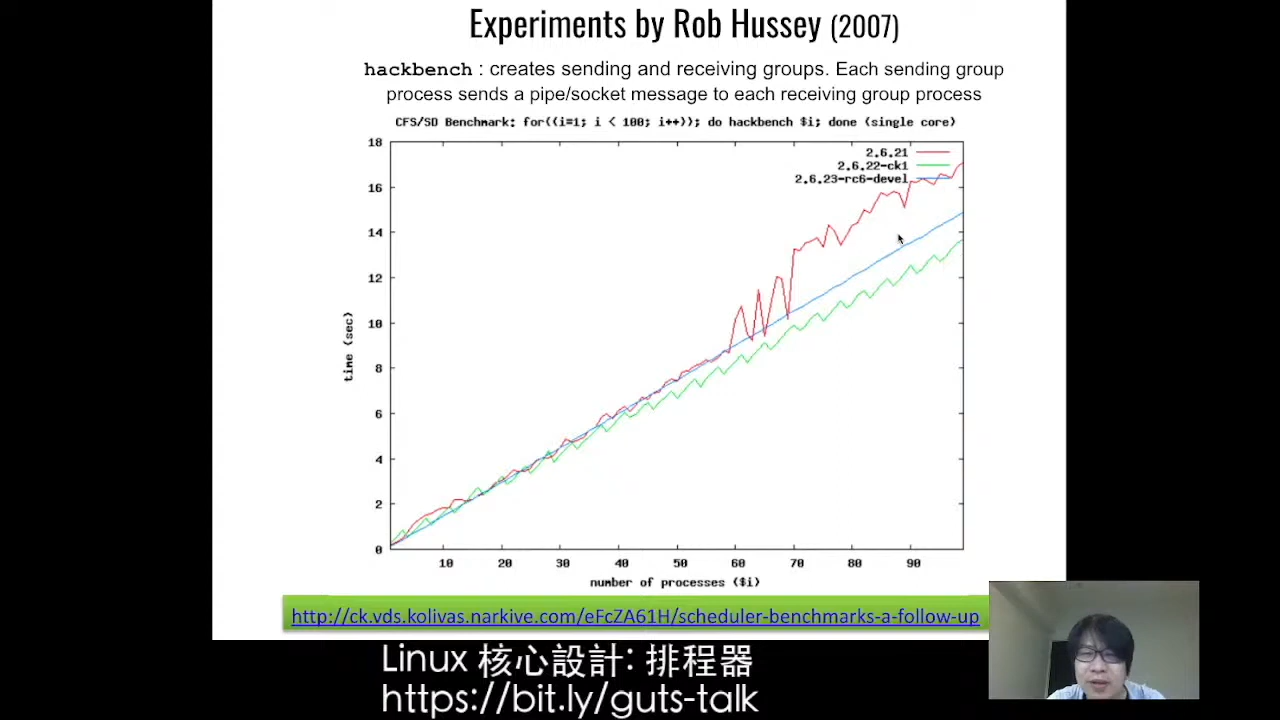 Experiments by Rob Hussey (2007)
hackbench : creates sending and receiving groups. Each sending group
process sends a pipe/socket message to each receiving group process
CFS/SD Benchmark: for((i=1; i < 100; i++)); do hackbench $i; done (single core)
18
16
14
12
10
8
6
4
2
0
time (sec)
2.6.21
2.6.22-ck1
2.6.23-rc6-devel
10 20 30 40 50 60 70 80 90
number of processes ($i)
http://ck.vds.kolivas.narkive.com/eFcZA61H/scheduler-benchmarks-a-follow-up
Linux 核心設計: 排程器
https://bit.ly/guts-talk